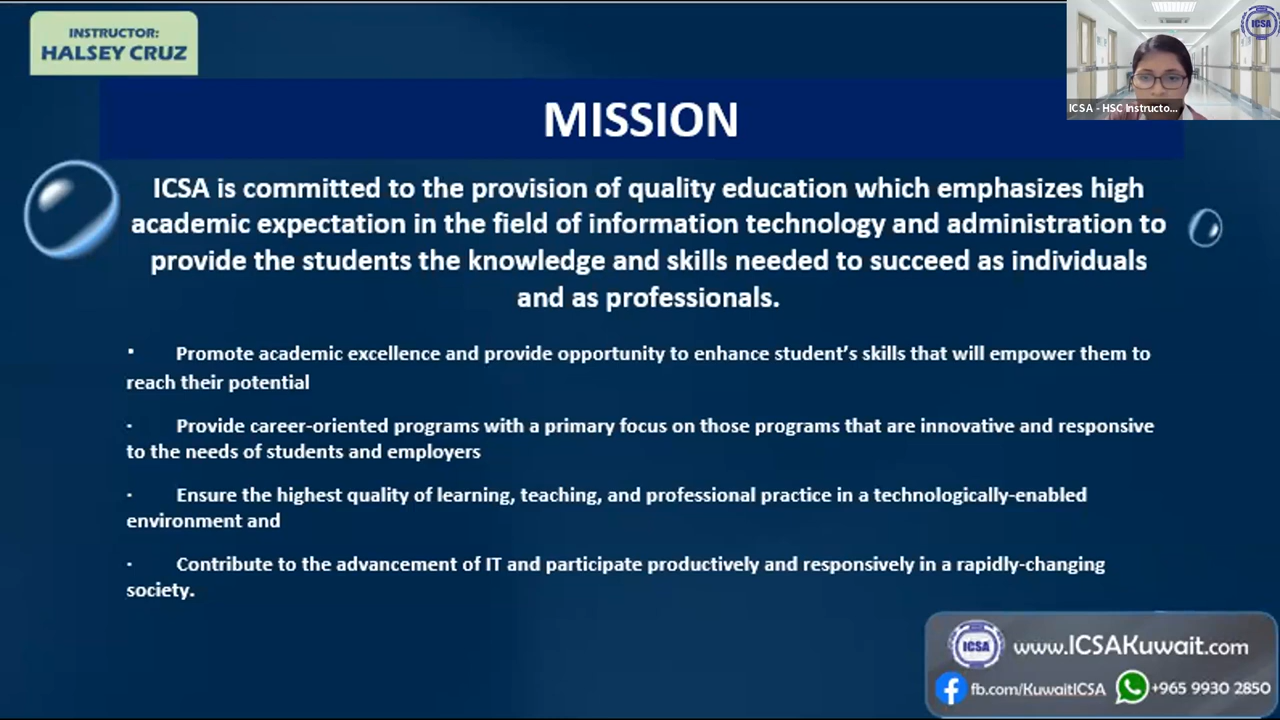 INSTRUCTOR:
HALSEY CRUZ
ICSA
ICSA - HSC Instructo...
MISSION
ICSA is committed to the provision of quality education which emphasizes high
academic expectation in the field of information technology and administration to
provide the students the knowledge and skills needed to succeed as individuals
and as professionals.
· Promote academic excellence and provide opportunity to enhance student’s skills that will empower them to
reach their potential
· Provide career-oriented programs with a primary focus on those programs that are innovative and responsive
to the needs of students and employers
· Ensure the highest quality of learning, teaching, and professional practice in a technologically-enabled
environment and
· Contribute to the advancement of IT and participate productively and responsively in a rapidly-changing
society.
ICSA
www.ICSAKuwait.com
fb.com/KuwaitICSA
+965 9930 2850